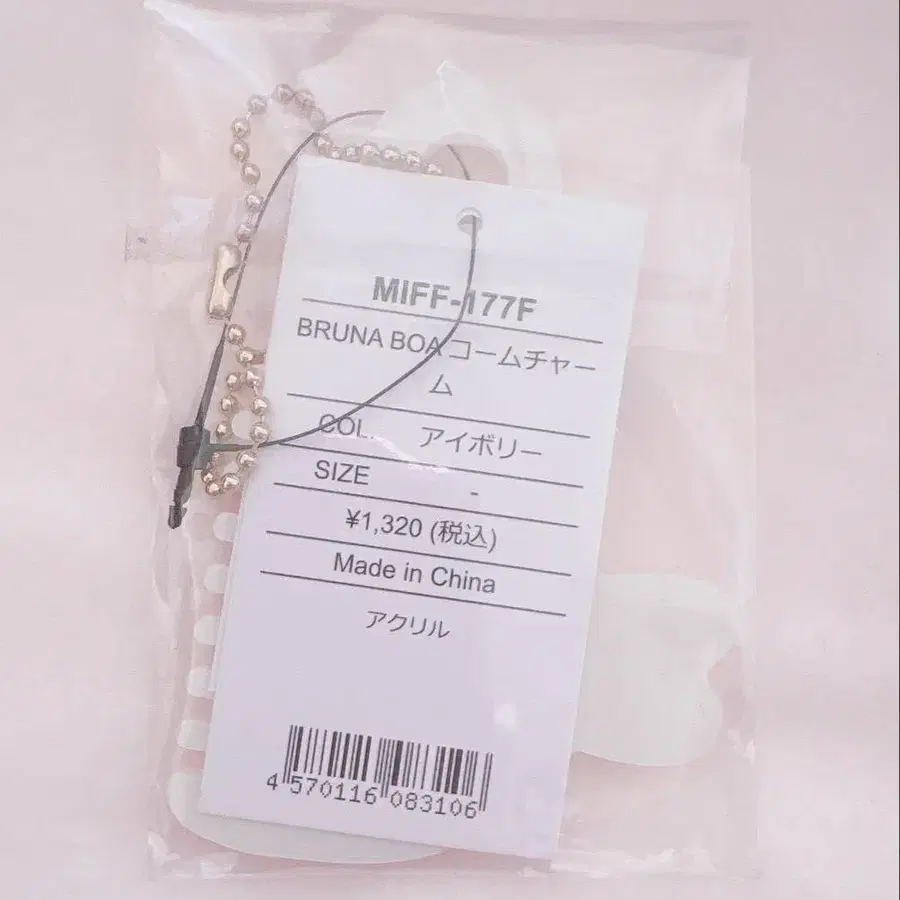 MIFF-177F
BRUNA BOA コームチャー
ム
COL. アイボリー
SIZE -
¥1,320 (税込)
Made in China
アクリル
4 570116 083106